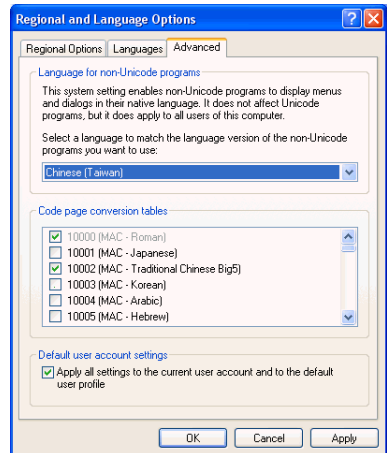 Regional and Language Options
Regional Options Languages Advanced
Language for non-Unicode programs
This system setting enables non-Unicode programs to display menus
and dialogs in their native language. It does not affect Unicode
programs, but it does apply to all users of this computer.
Select a language to match the language version of the non-Unicode
programs you want to use:
Chinese (Taiwan)
Code page conversion tables
10000 (MAC - Roman)
10001 (MAC - Japanese)
10002 (MAC - Traditional Chinese Big5)
10003 (MAC - Korean)
10004 (MAC - Arabic)
10005 (MAC - Hebrew)
Default user account settings
Apply all settings to the current user account and to the default
user profile
OK Cancel Apply